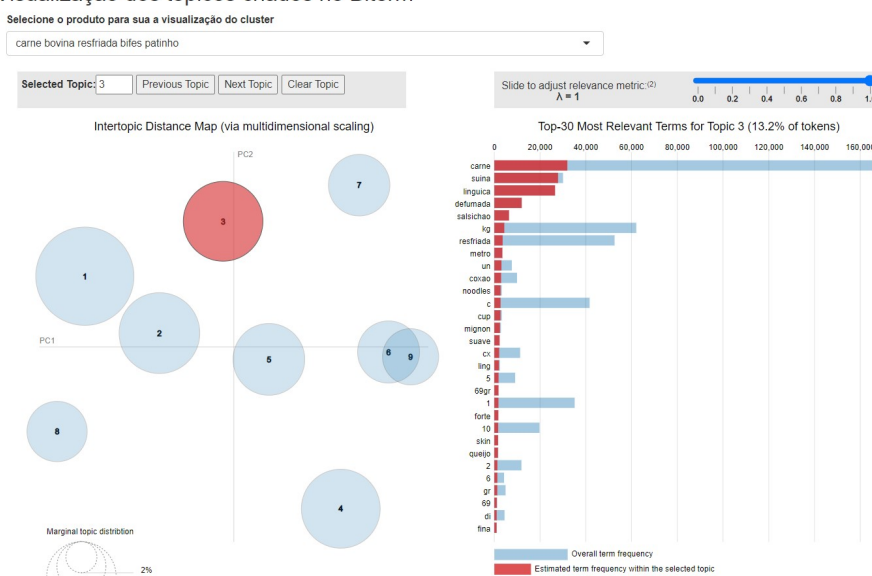 Selecione o produto para sua a visualização do cluster
carne bovina resfriada bifes patinho
Selected Topic: 3 Previous Topic Next Topic Clear Topic
Slide to adjust relevance metric:(2)
λ = 1
0.0 0.2 0.4 0.6 0.8
Intertopic Distance Map (via multidimensional scaling)
PC2
PC1
7
3
1
2
5
6
9
8
4
Marginal topic distribtion
2%
Top-30 Most Relevant Terms for Topic 3 (13.2% of tokens)
0 20,000 40,000 60,000 80,000 100,000 120,000 140,000
carne
suina
linguica
defumada
salsichao
kg
resfriada
metro
un
coxao
noodles
c
cup
mignon
suave
cx
ling
5
69gr
1
forte
10
skin
queijo
2
6
gr
69
di
fina
Overall term frequency
Estimated term frequency within the selected topic